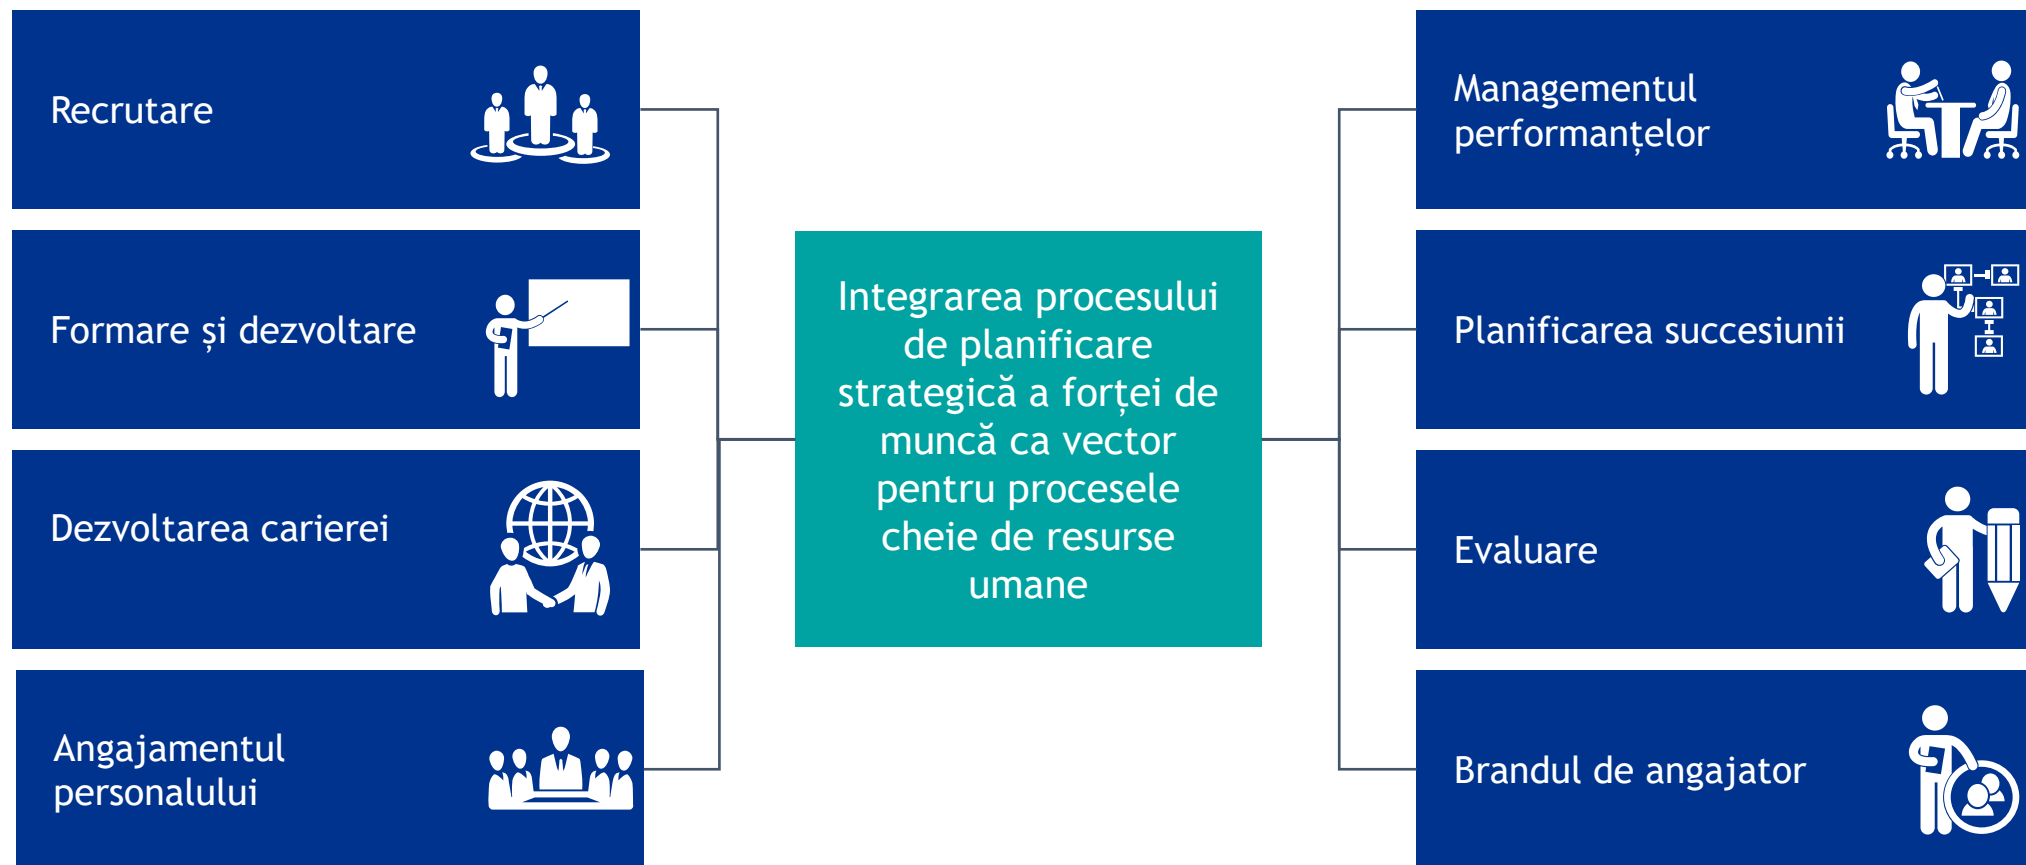 Recrutare
Formare și dezvoltare
Dezvoltarea carierei
Angajamentul
personalului
Integrarea procesului
de planificare
strategică a forței de
muncă ca vector
pentru procesele
cheie de resurse
umane
Managementul
performanțelor
Planificarea succesiunii
Evaluare
Brandul de angajator